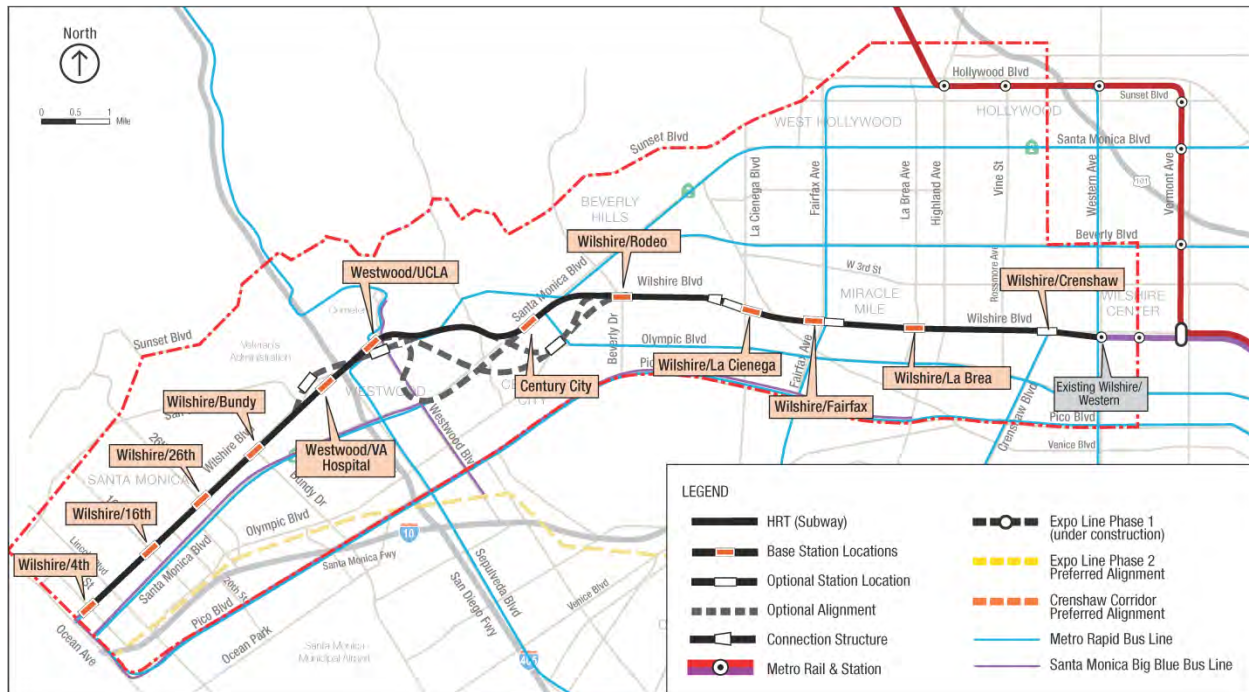 North
0 0.5 1
Mile
Hollywood Blvd
Sunset Blvd
HOLLYWOOD
WEST HOLLYWOOD
Santa Monica Blvd
2
Sunset Blvd
101
La Cienega Blvd
Fairfax Ave
La Brea Ave
Highland Ave
Vine St
Western Ave
Vermont Ave
BEVERLY
HILLS
2
Beverly Blvd
Wilshire/Rodeo
W 3rd St
Rossmore Ave
Westwood/UCLA
Santa Monica Blvd
Wilshire Blvd
MIRACLE
MILE
Wilshire/Crenshaw
WILSHIRE
CENTER
Wilshire Blvd
Sunset Blvd
Veteran's
Administration
Beverly Dr
Olympic Blvd
Wilshire/La Cienega
Fairfax Ave
Century City
Wilshire/La Brea
Existing Wilshire/
Western
WESTWOOD
CITY
Wilshire/Fairfax
Crenshaw Blvd
Pico Blvd
Venice Blvd
Wilshire/Bundy
Wilshire Blvd
Westwood/VA
Hospital
Wilshire/26th
SANTA MONICA
Bundy Dr
Wilshire/16th
Olympic Blvd
10
Santa Monica Fwy
Wilshire/4th
Lincoln Blvd
Santa Monica Blvd
20th St
Pico Blvd
Ocean Park
Ocean Ave
Sepulveda Blvd
San Diego Fwy
Venice Blvd
Santa Monica
Municipal Airport
405
LEGEND
HRT (Subway)
Base Station Locations
Optional Station Location
Optional Alignment
Connection Structure
Metro Rail & Station
Expo Line Phase 1
(under construction)
Expo Line Phase 2
Preferred Alignment
Crenshaw Corridor
Preferred Alignment
Metro Rapid Bus Line
Santa Monica Big Blue Bus Line